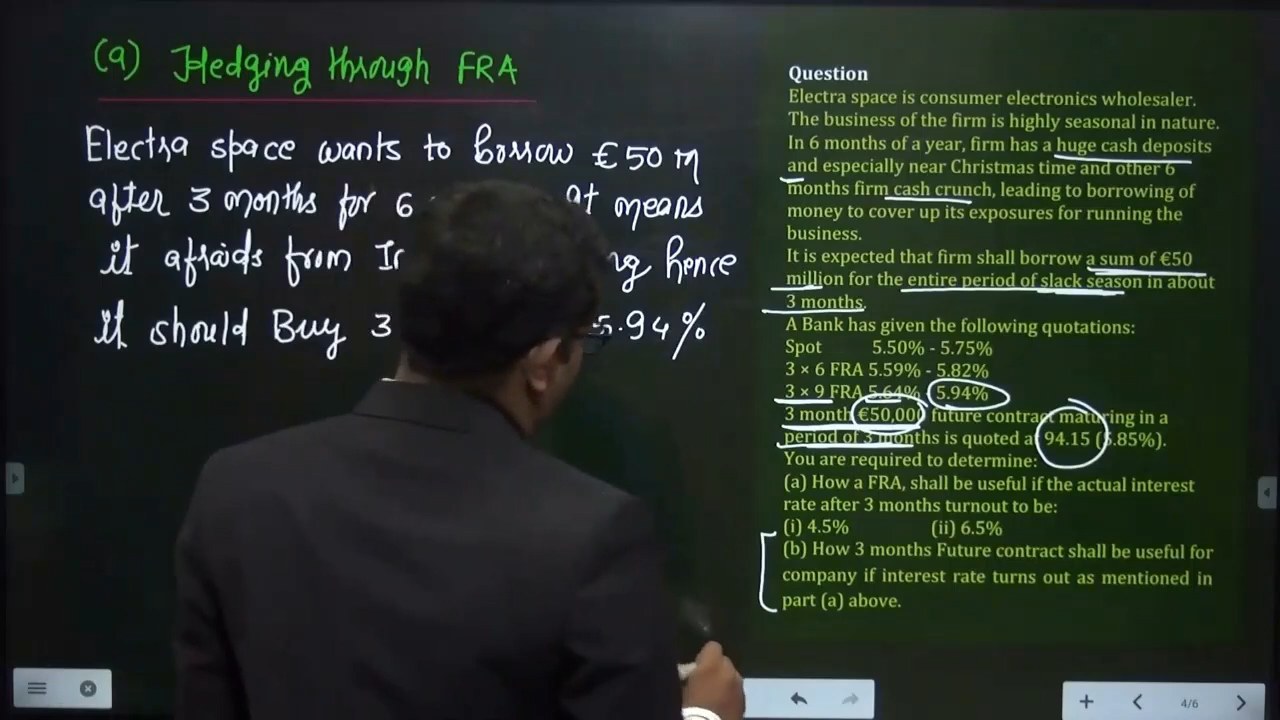 (a) Hedging through FRA
Electra space wants to borrow €50 M
after 3 months for 6 means
it afraids from hence
it should Buy 3 5.94%
Question
Electra space is consumer electronics wholesaler.
The business of the firm is highly seasonal in nature.
In 6 months of a year, firm has a huge cash deposits
and especially near Christmas time and other 6
months firm cash crunch, leading to borrowing of
money to cover up its exposures for running the
business.
It is expected that firm shall borrow a sum of €50
million for the entire period of slack season in about
3 months.
A Bank has given the following quotations:
Spot 5.50% - 5.75%
3 × 6 FRA 5.59% - 5.82%
3 × 9 FRA 5.64% 5.94%
3 month €50,000 future contract maturing in a
period of 3 months is quoted at 94.15 (5.85%).
You are required to determine:
(a) How a FRA, shall be useful if the actual interest
rate after 3 months turnout to be:
(i) 4.5% (ii) 6.5%
(b) How 3 months Future contract shall be useful for
company if interest rate turns out as mentioned in
part (a) above.
4/6